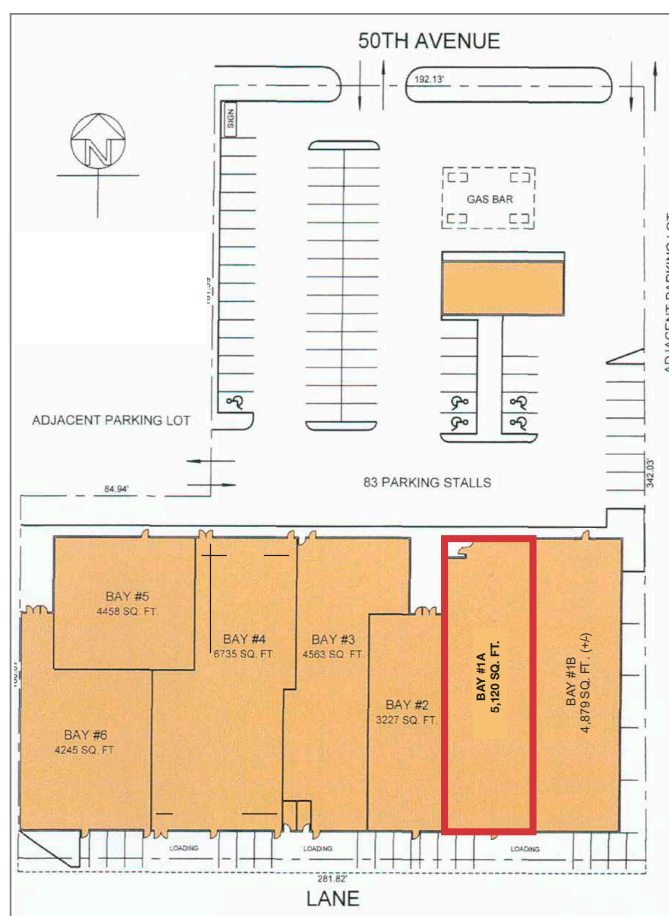 50TH AVENUE
192.13'
SIGN
N
GAS BAR
ADJACENT PARKING LOT
ADJACENT PARKING LOT
84.94'
83 PARKING STALLS
342.03'
BAY #5
4458 SQ. FT.
BAY #4
6735 SQ. FT.
BAY #3
4563 SQ. FT.
BAY #1A
5,120 SQ. FT.
BAY #1B
4,879 SQ. FT. (+/-)
BAY #2
3227 SQ. FT.
BAY #6
4245 SQ. FT.
LOADING
LOADING
LOADING
281.82'
LANE